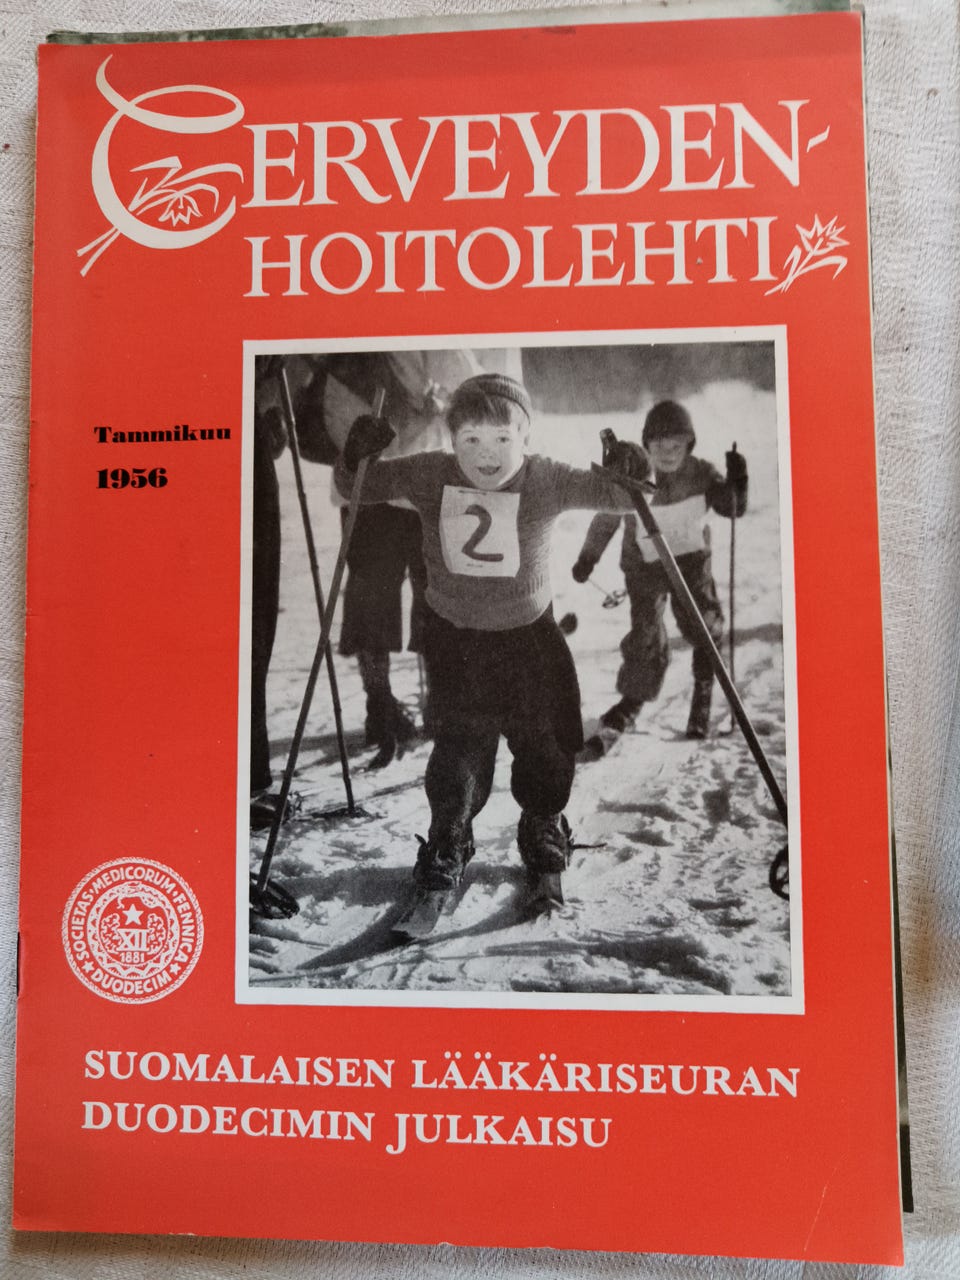 TERVEYDEN-
HOITOLEHTI
Tammikuu
1956
2
SOCIETAS·MEDICORUM·FENNICA
★DUODECIM★
XII
1881
SUOMALAISEN LÄÄKÄRISEURAN
DUODECIMIN JULKAISU